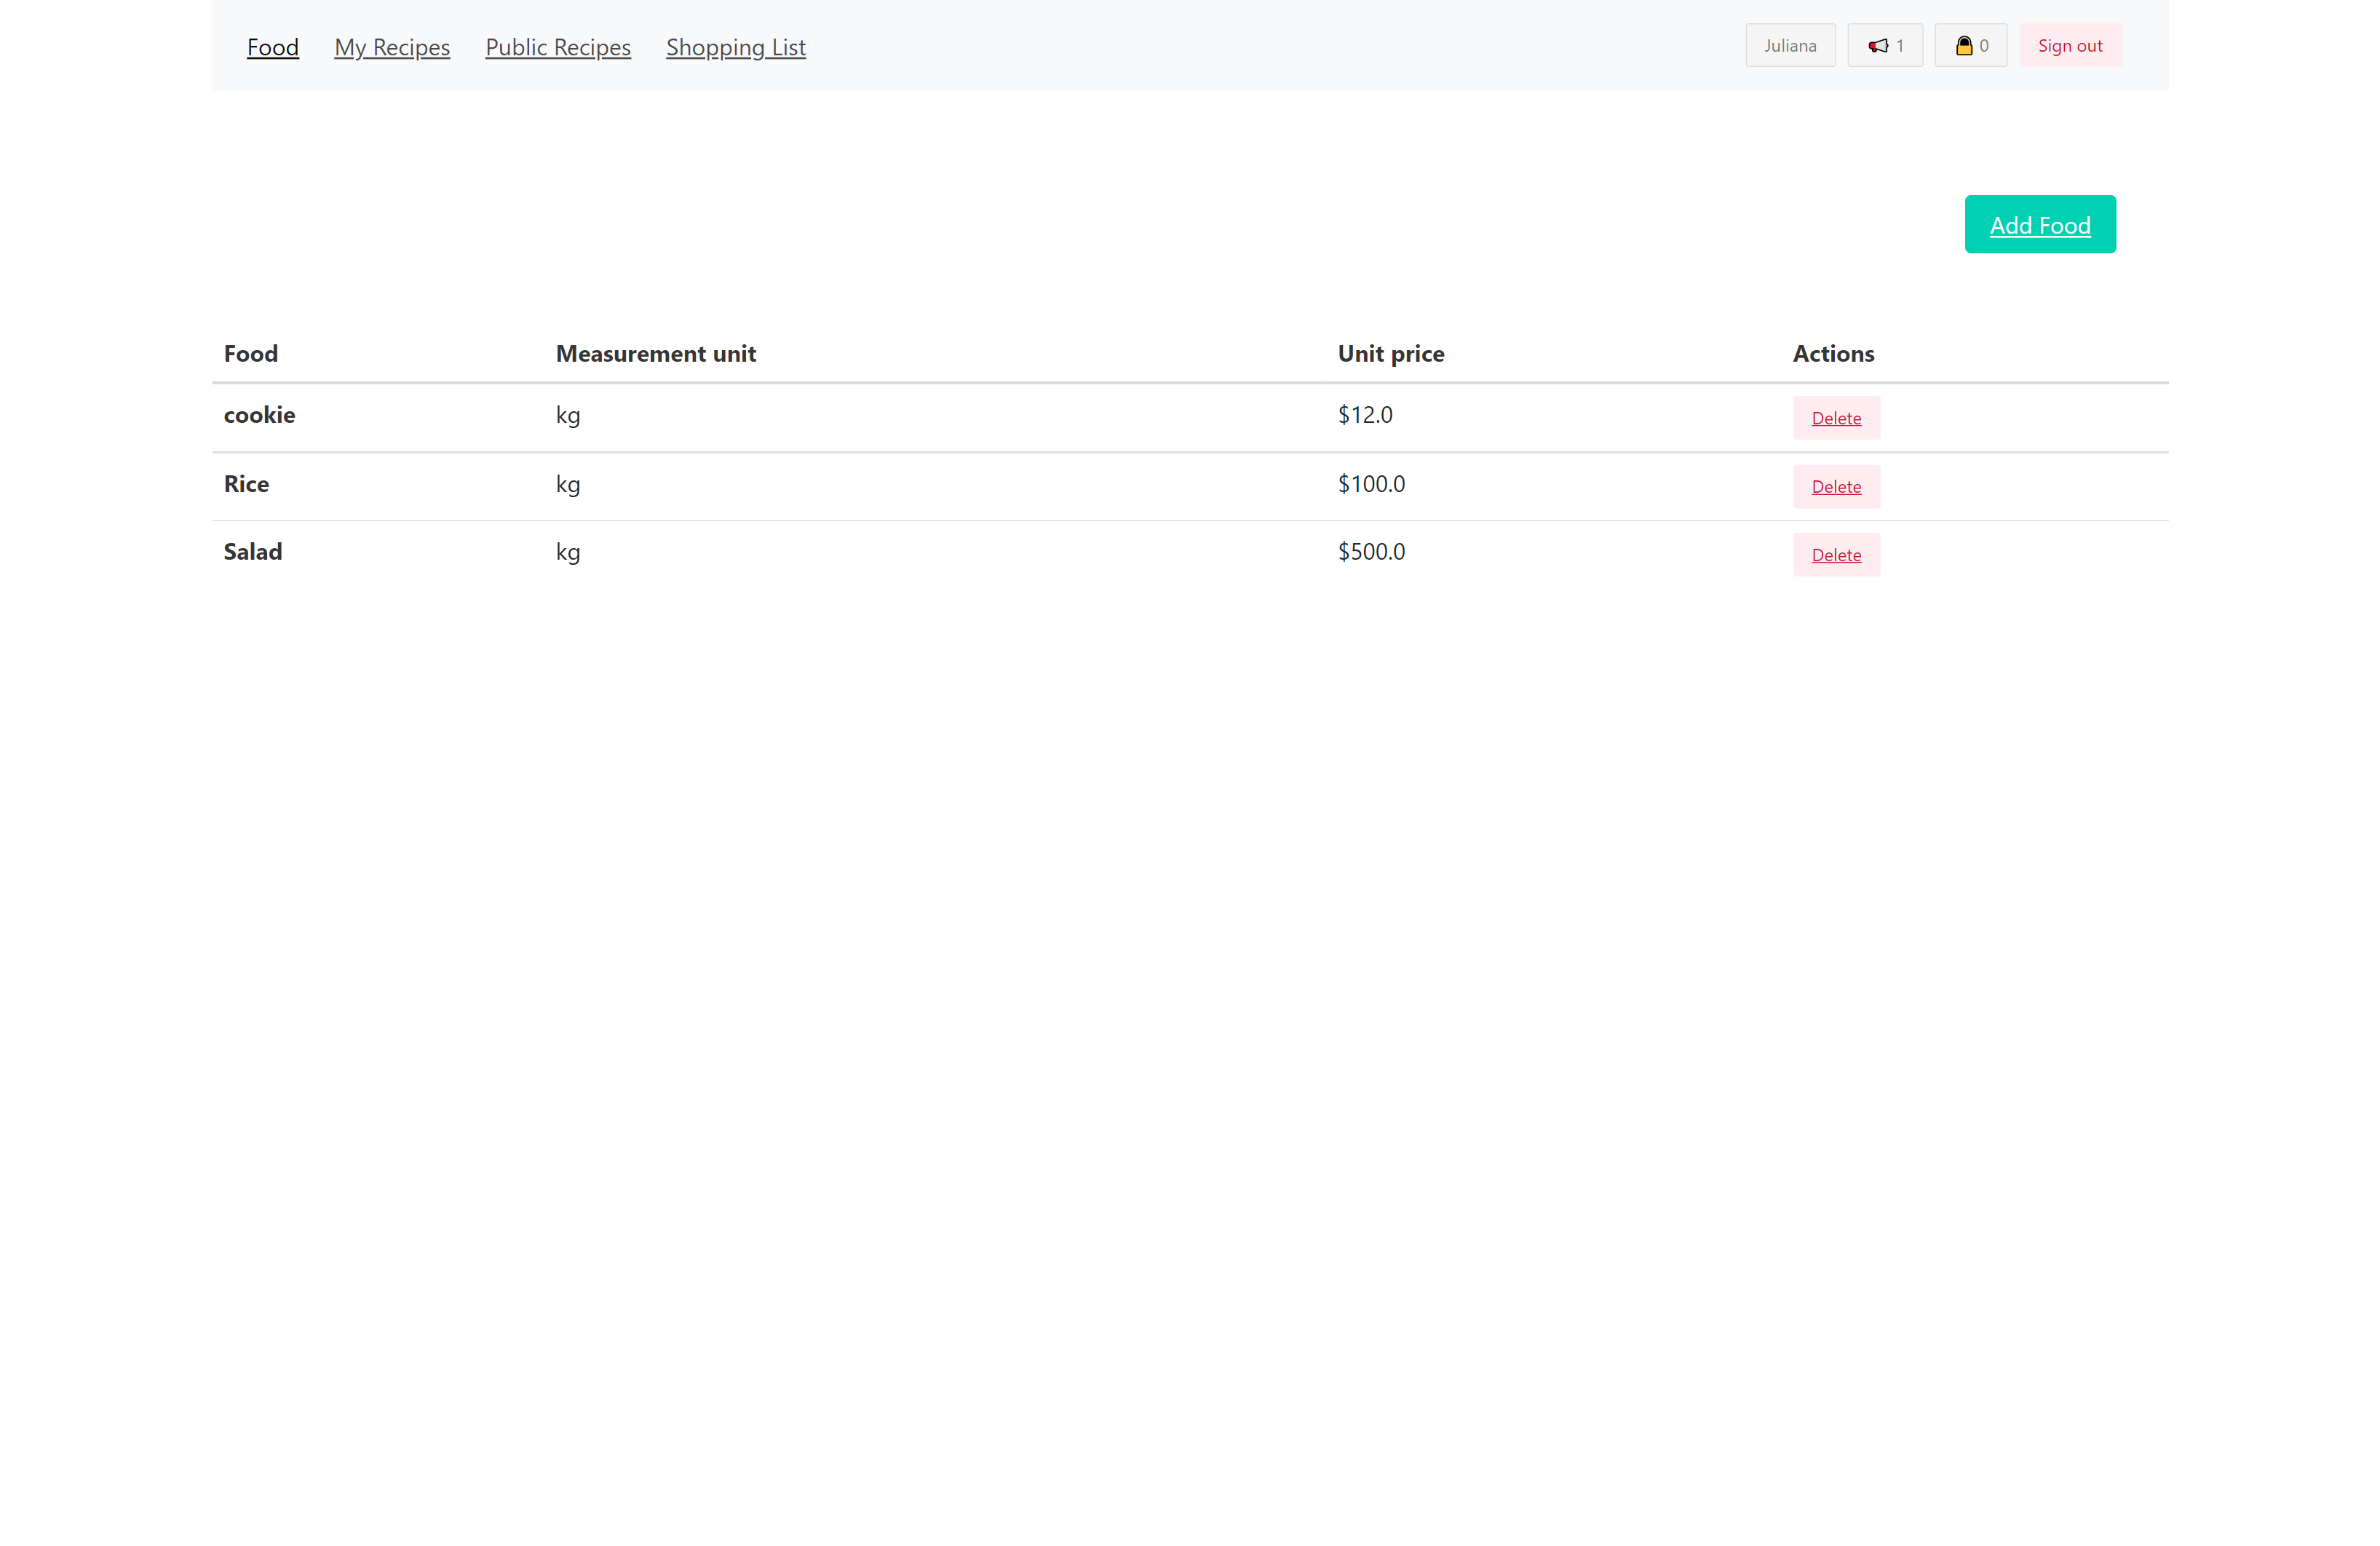 Food My Recipes Public Recipes Shopping List Juliana 1 0 Sign out
Add Food
Food Measurement unit Unit price Actions
cookie kg $12.0 Delete
Rice kg $100.0 Delete
Salad kg $500.0 Delete